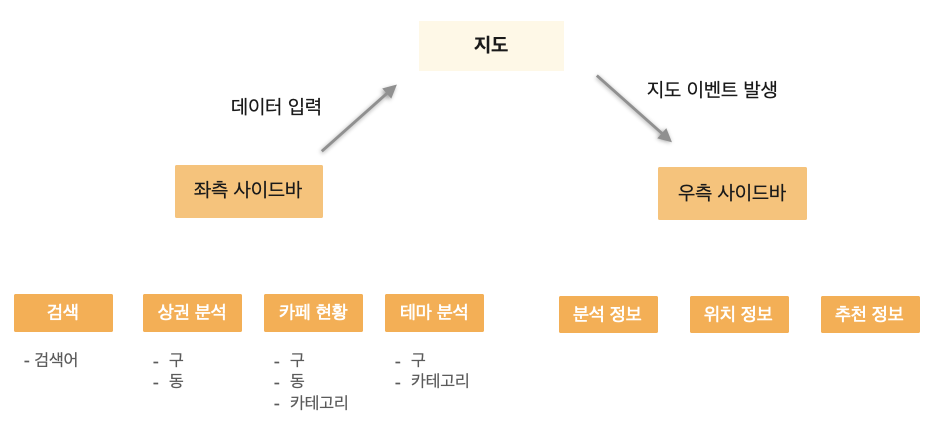 지도
데이터 입력
지도 이벤트 발생
좌측 사이드바
우측 사이드바
검색
상권 분석
카페 현황
테마 분석
분석 정보
위치 정보
추천 정보
- 검색어
- 구
- 동
- 구
- 동
- 카테고리
- 구
- 카테고리